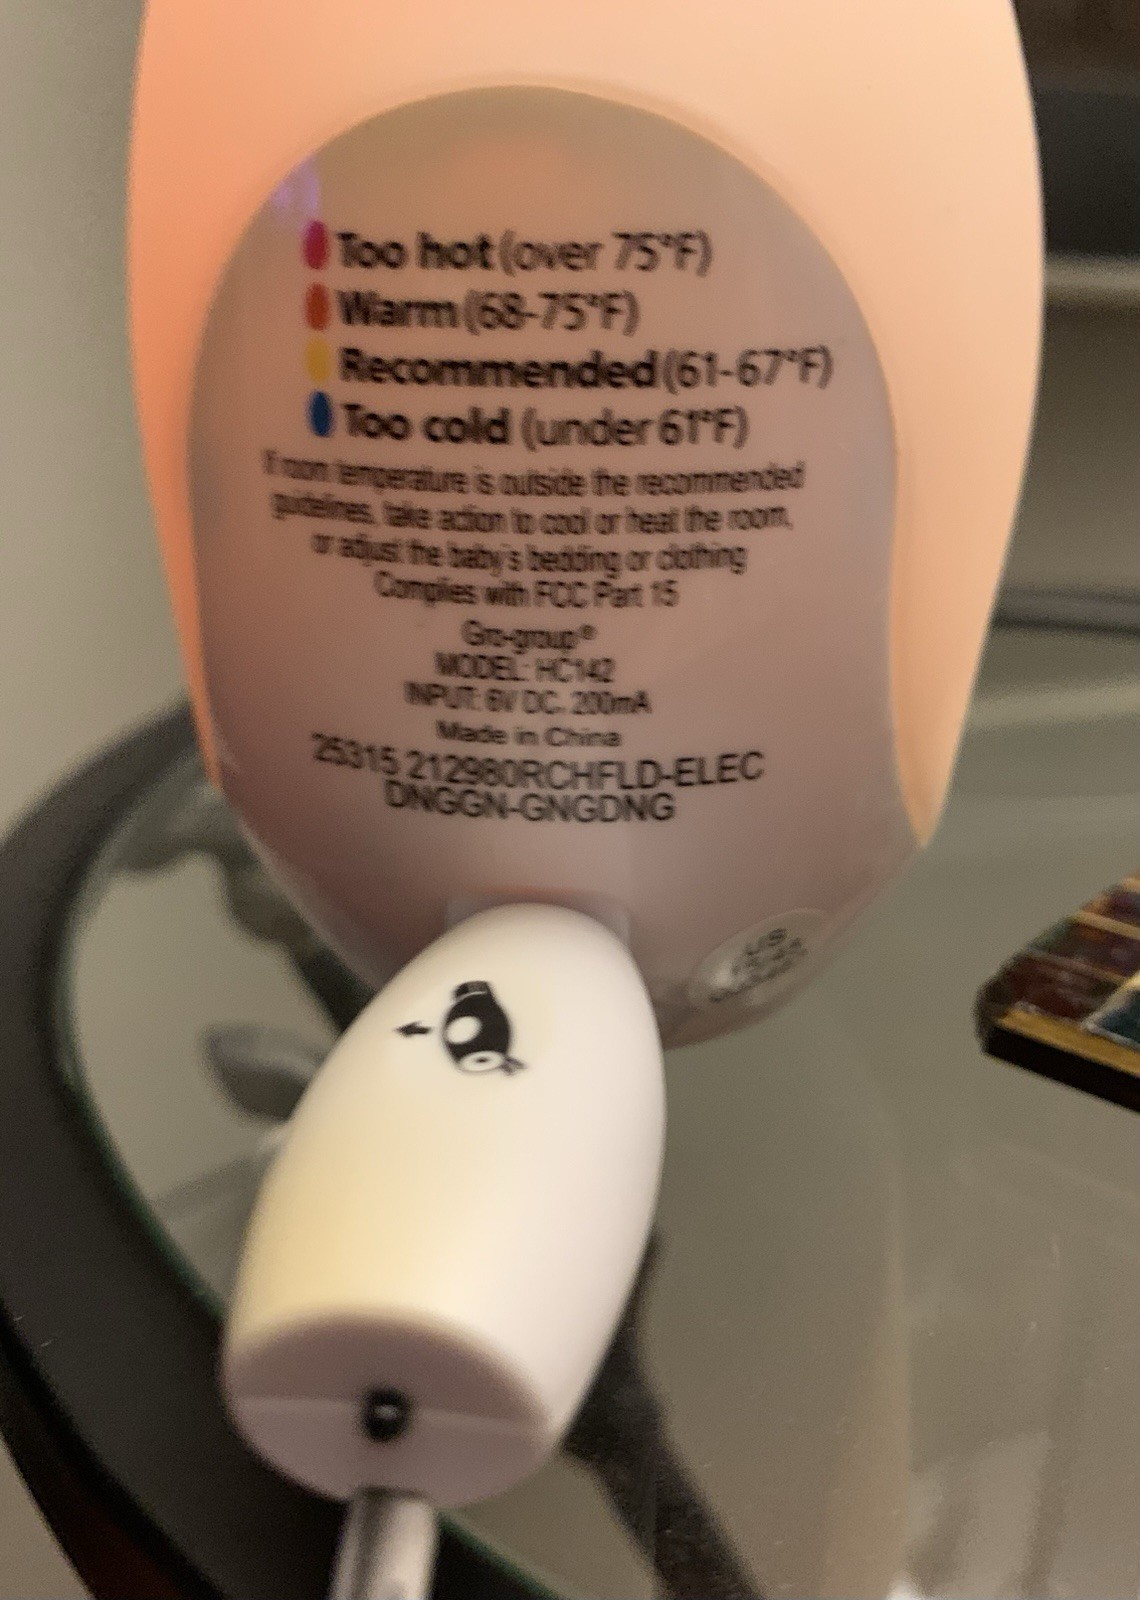 Too hot (over 75°F)
Warm (68-75°F)
Recommended (61-67°F)
Too cold (under 61°F)
If room temperature is outside the recommended
guidelines, take action to cool or heat the room,
or adjust the baby's bedding or clothing
Complies with FCC Part 15
Gro-group®
MODEL: HC142
INPUT: 6V DC, 200mA
Made in China
25315 212980RCHFLD-ELEC
DNGGN-GNGDNG
US